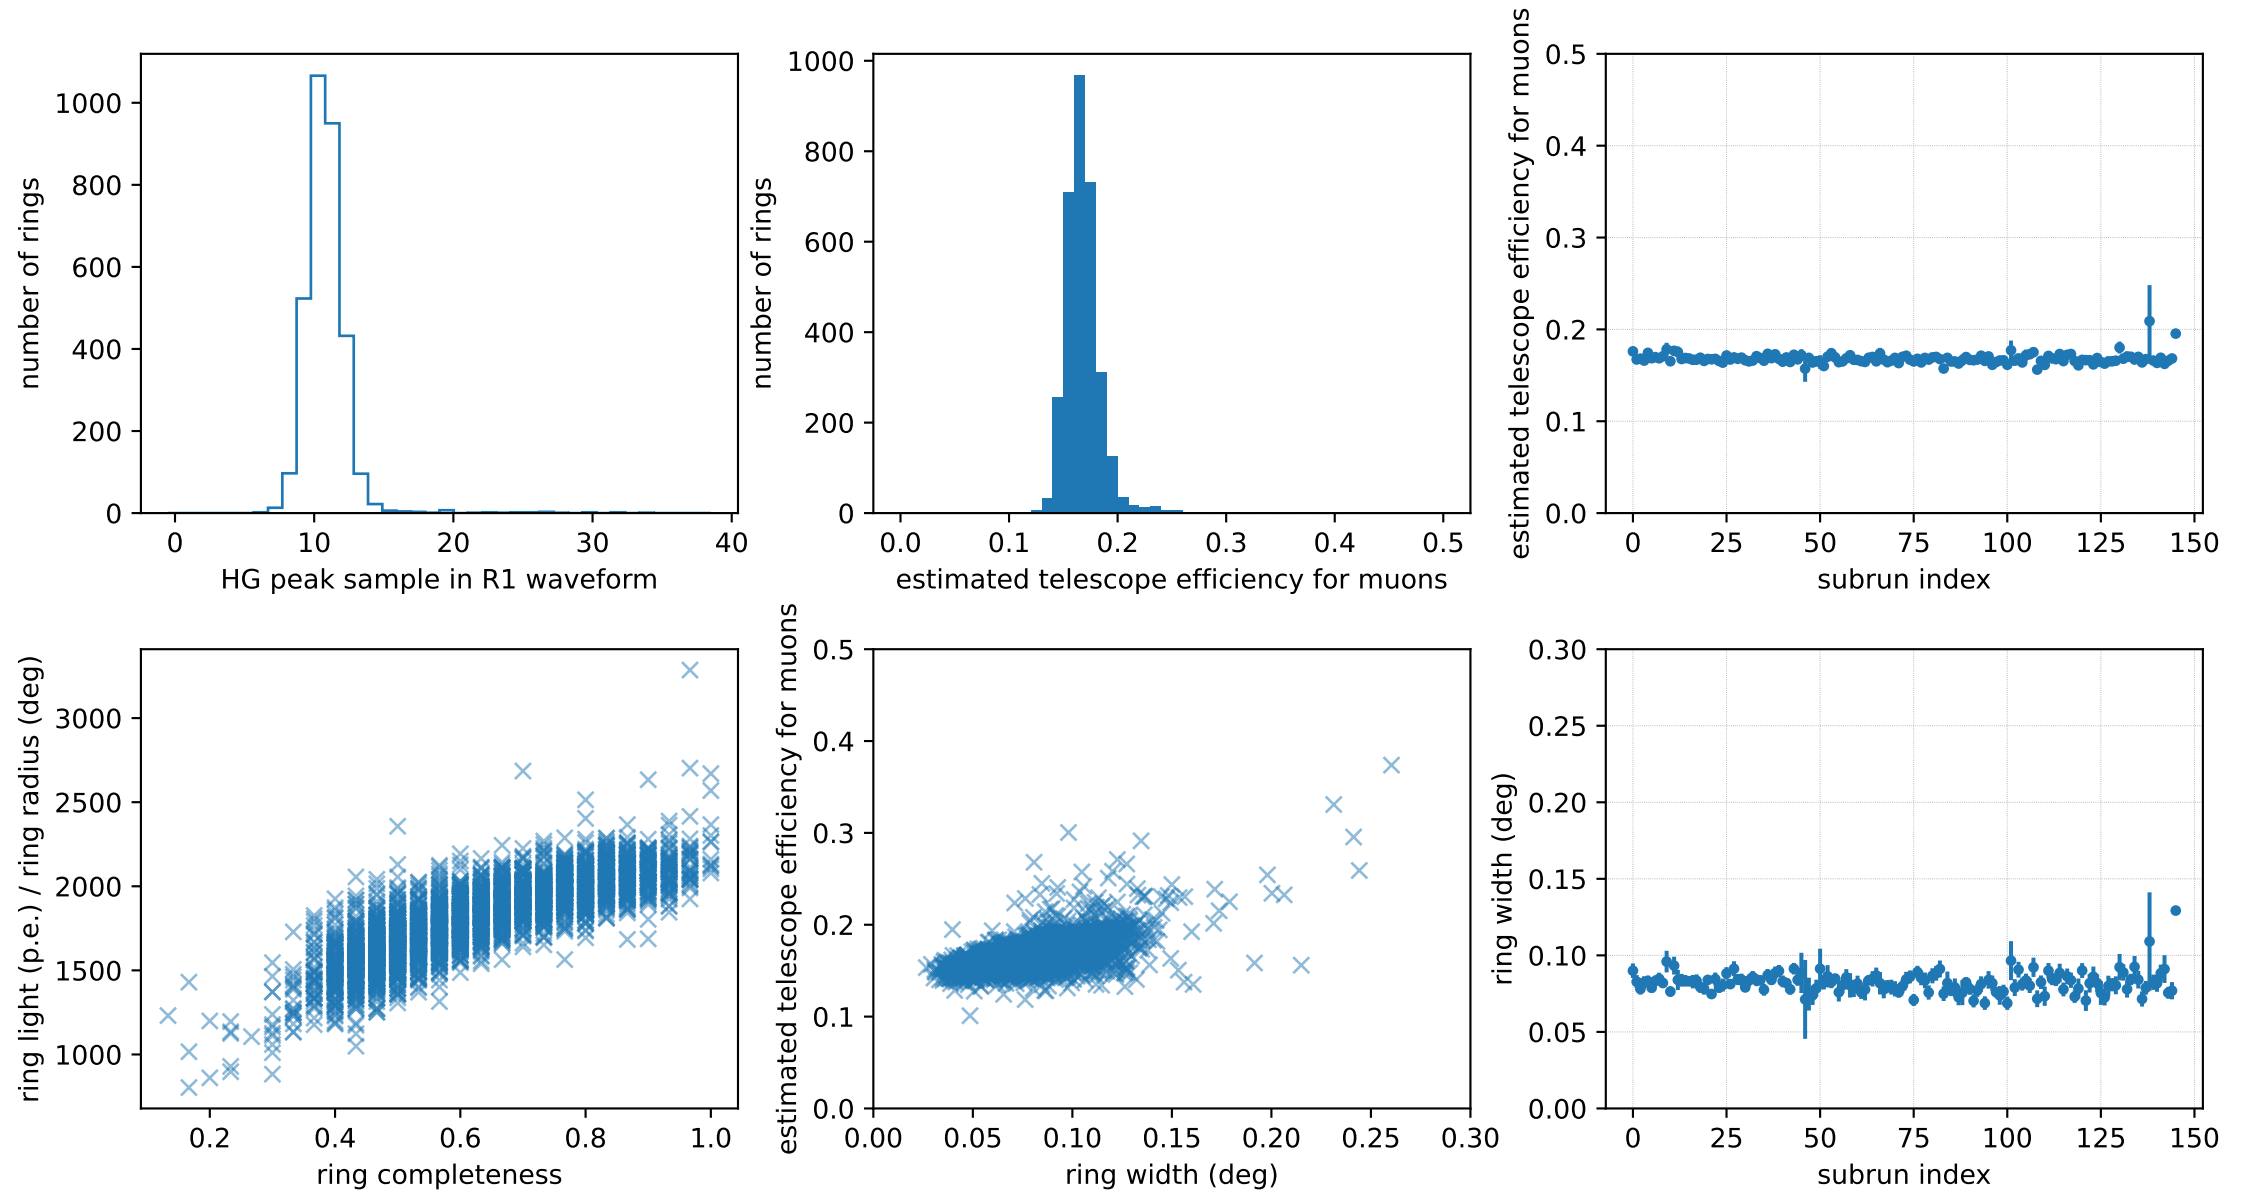 number of rings
1000
800
600
400
200
0
0 10 20 30 40
HG peak sample in R1 waveform
number of rings
1000
800
600
400
200
0
0.0 0.1 0.2 0.3 0.4 0.5
estimated telescope efficiency for muons
estimated telescope efficiency for muons
0.5
0.4
0.3
0.2
0.1
0.0
0 25 50 75 100 125 150
subrun index
ring light (p.e.) / ring radius (deg)
3000
2500
2000
1500
1000
0.2 0.4 0.6 0.8 1.0
ring completeness
estimated telescope efficiency for muons
0.5
0.4
0.3
0.2
0.1
0.0
0.00 0.05 0.10 0.15 0.20 0.25 0.30
ring width (deg)
ring width (deg)
0.30
0.25
0.20
0.15
0.10
0.05
0.00
0 25 50 75 100 125 150
subrun index